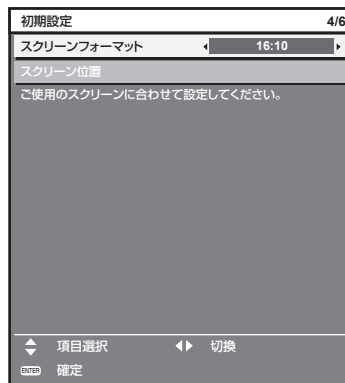 初期設定 4/6
スクリーンフォーマット 16:10
スクリーン位置
ご使用のスクリーンに合わせて設定してください。
項目選択 切換
ENTER 確定